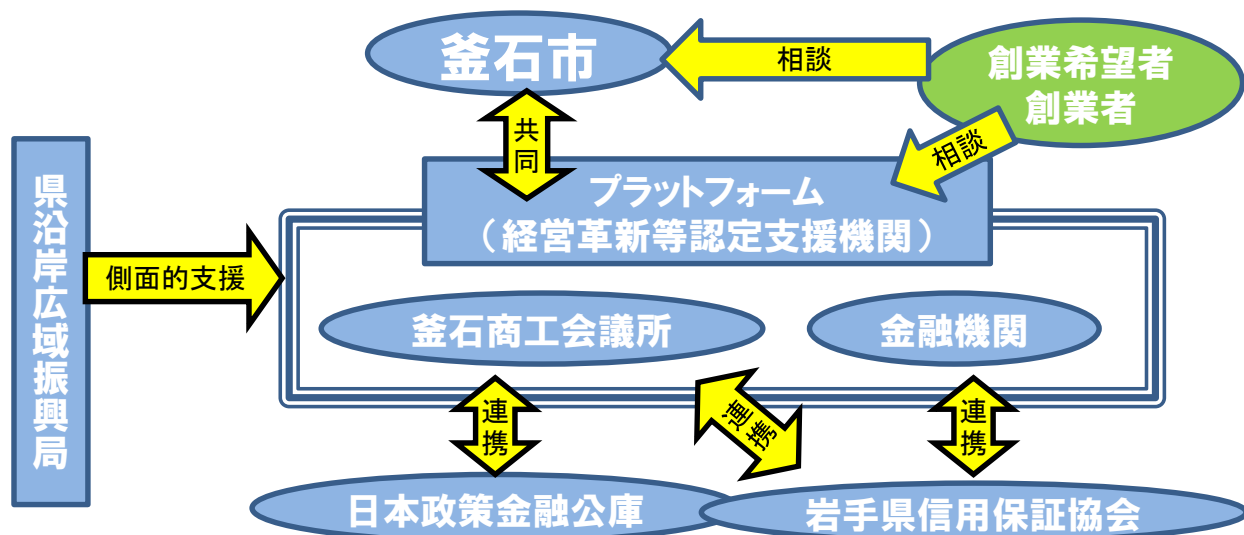 釜石市
相談
創業希望者
創業者
共同
相談
県沿岸広域振興局
プラットフォーム
（経営革新等認定支援機関）
側面的支援
釜石商工会議所
金融機関
連携
連携
連携
日本政策金融公庫
岩手県信用保証協会